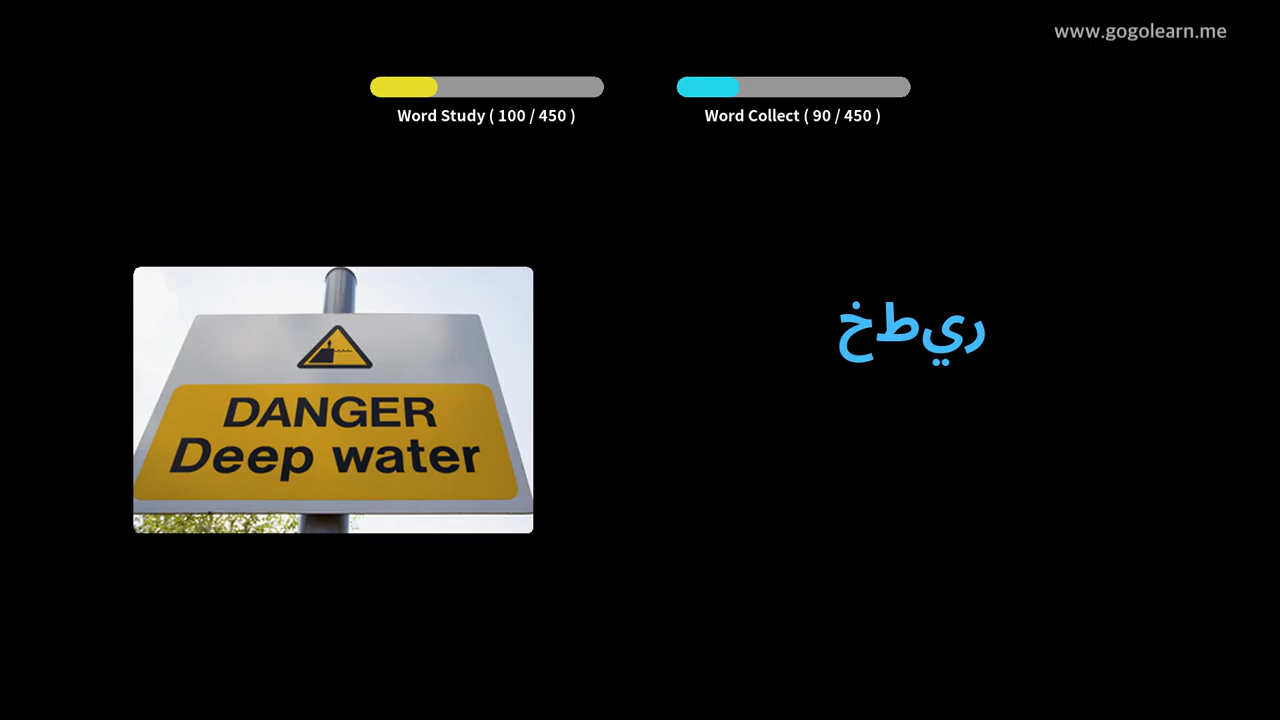 www.gogolearn.me
Word Study ( 100 / 450 )
Word Collect ( 90 / 450 )
DANGER
Deep water
ريطخ